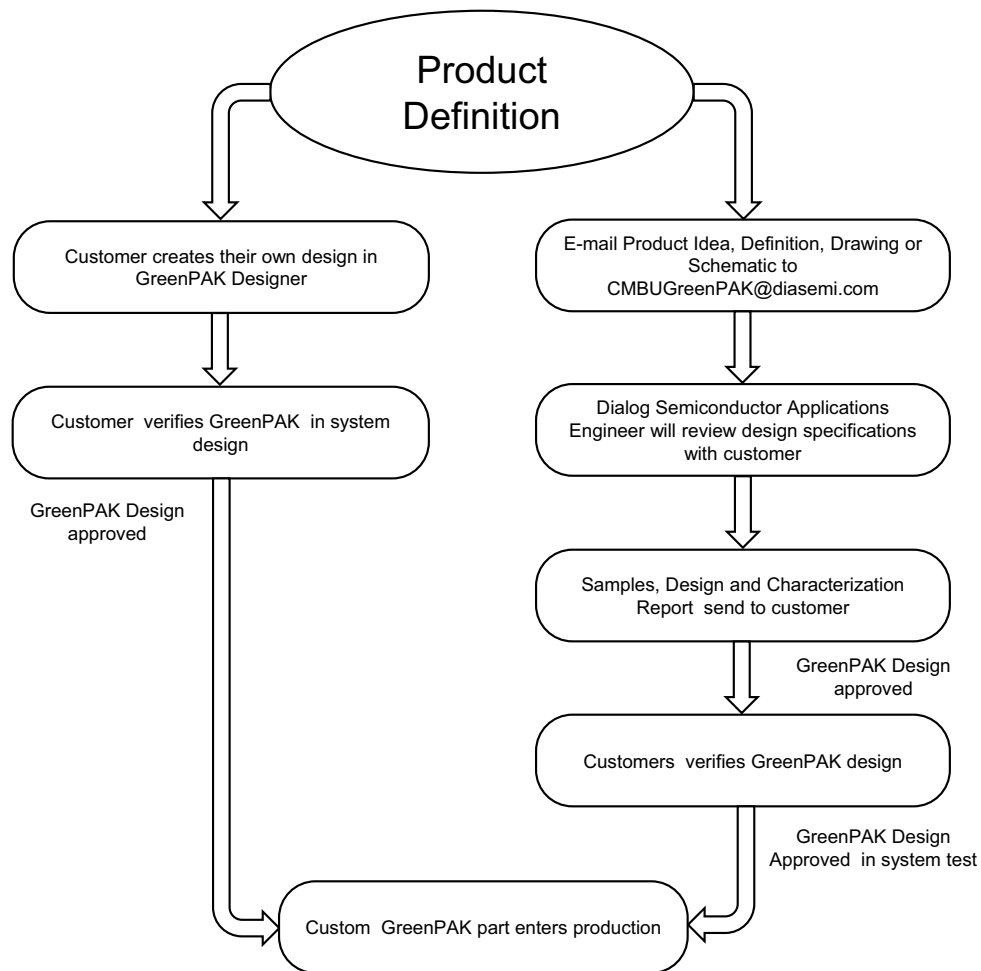 Product
Definition
Customer creates their own design in
GreenPAK Designer
Customer verifies GreenPAK in system
design
GreenPAK Design
approved
E-mail Product Idea, Definition, Drawing or
Schematic to
CMBUGreenPAK@diasemi.com
Dialog Semiconductor Applications
Engineer will review design specifications
with customer
Samples, Design and Characterization
Report send to customer
GreenPAK Design
approved
Customers verifies GreenPAK design
GreenPAK Design
Approved in system test
Custom GreenPAK part enters production